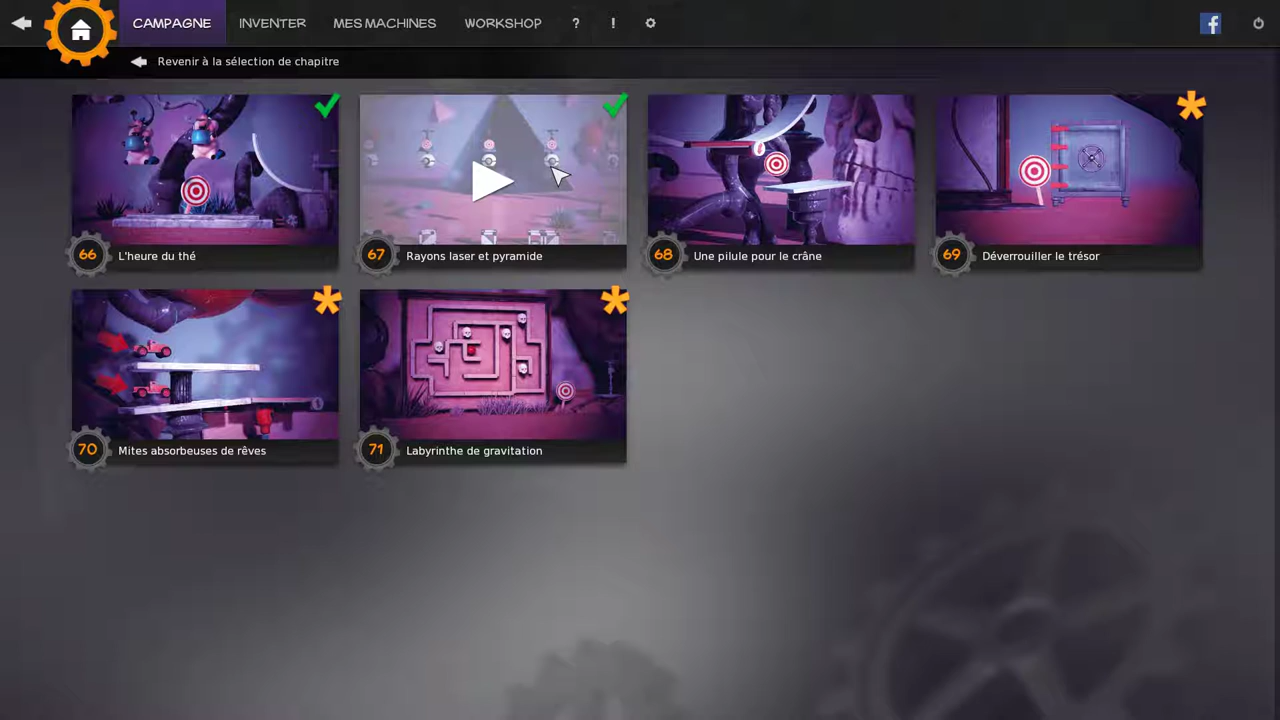 CAMPAGNE INVENTER MES MACHINES WORKSHOP ? ! f
Revenir à la sélection de chapitre
66 L'heure du thé
67 Rayons laser et pyramide
68 Une pilule pour le crâne
69 Déverrouiller le trésor
70 Mites absorbeuses de rêves
71 Labyrinthe de gravitation